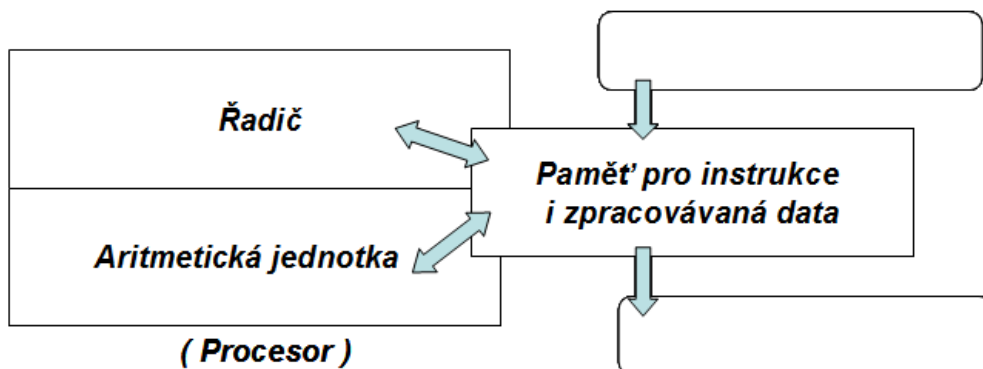 Řadič
Paměť pro instrukce
i zpracovávaná data
Aritmetická jednotka
( Procesor )